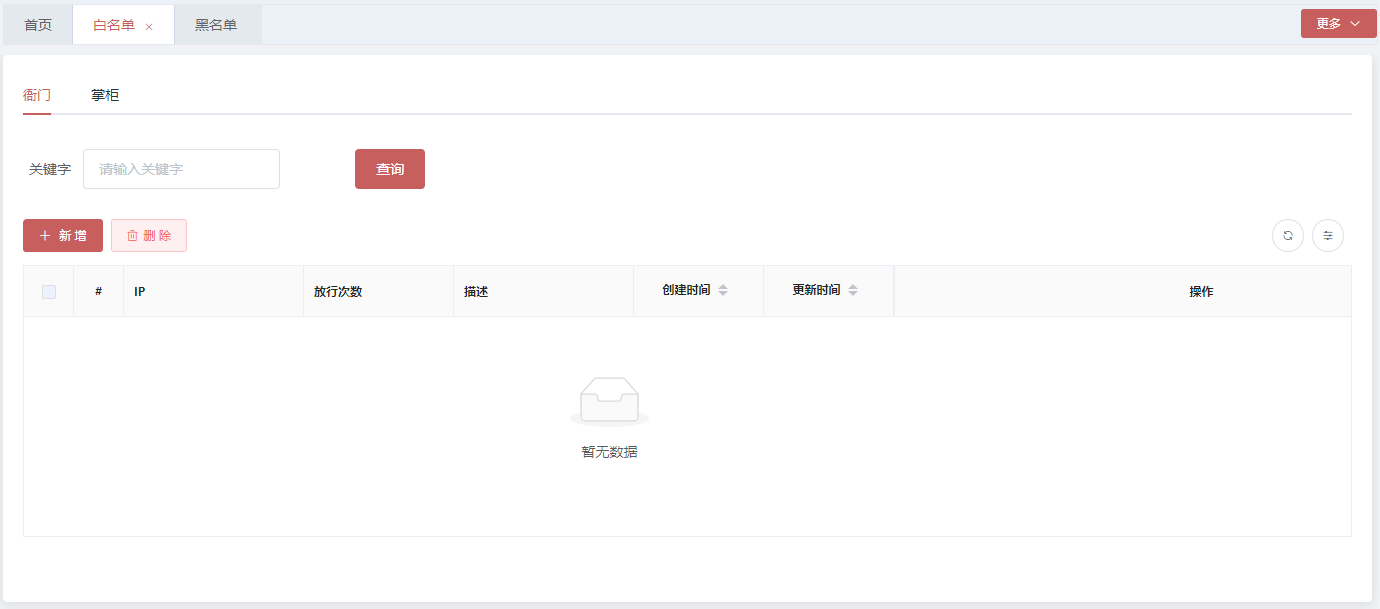 首页 白名单 × 黑名单 更多
衙门 掌柜
关键字 请输入关键字 查询
+ 新 增 删 除
# IP 放行次数 描述 创建时间 更新时间 操作
暂无数据